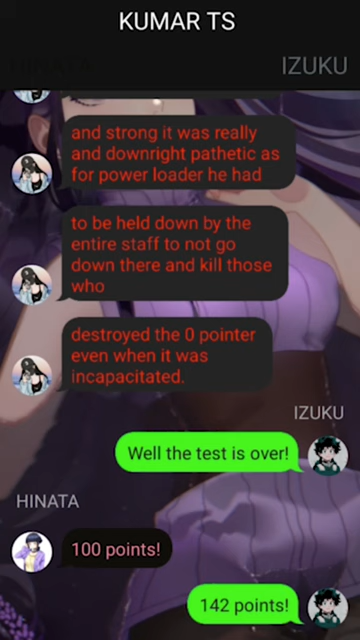 KUMAR TS
IZUKU
and strong it was really
and downright pathetic as
for power loader he had
to be held down by the
entire staff to not go
down there and kill those
who
destroyed the 0 pointer
even when it was
incapacitated.
IZUKU
Well the test is over!
HINATA
100 points!
142 points!